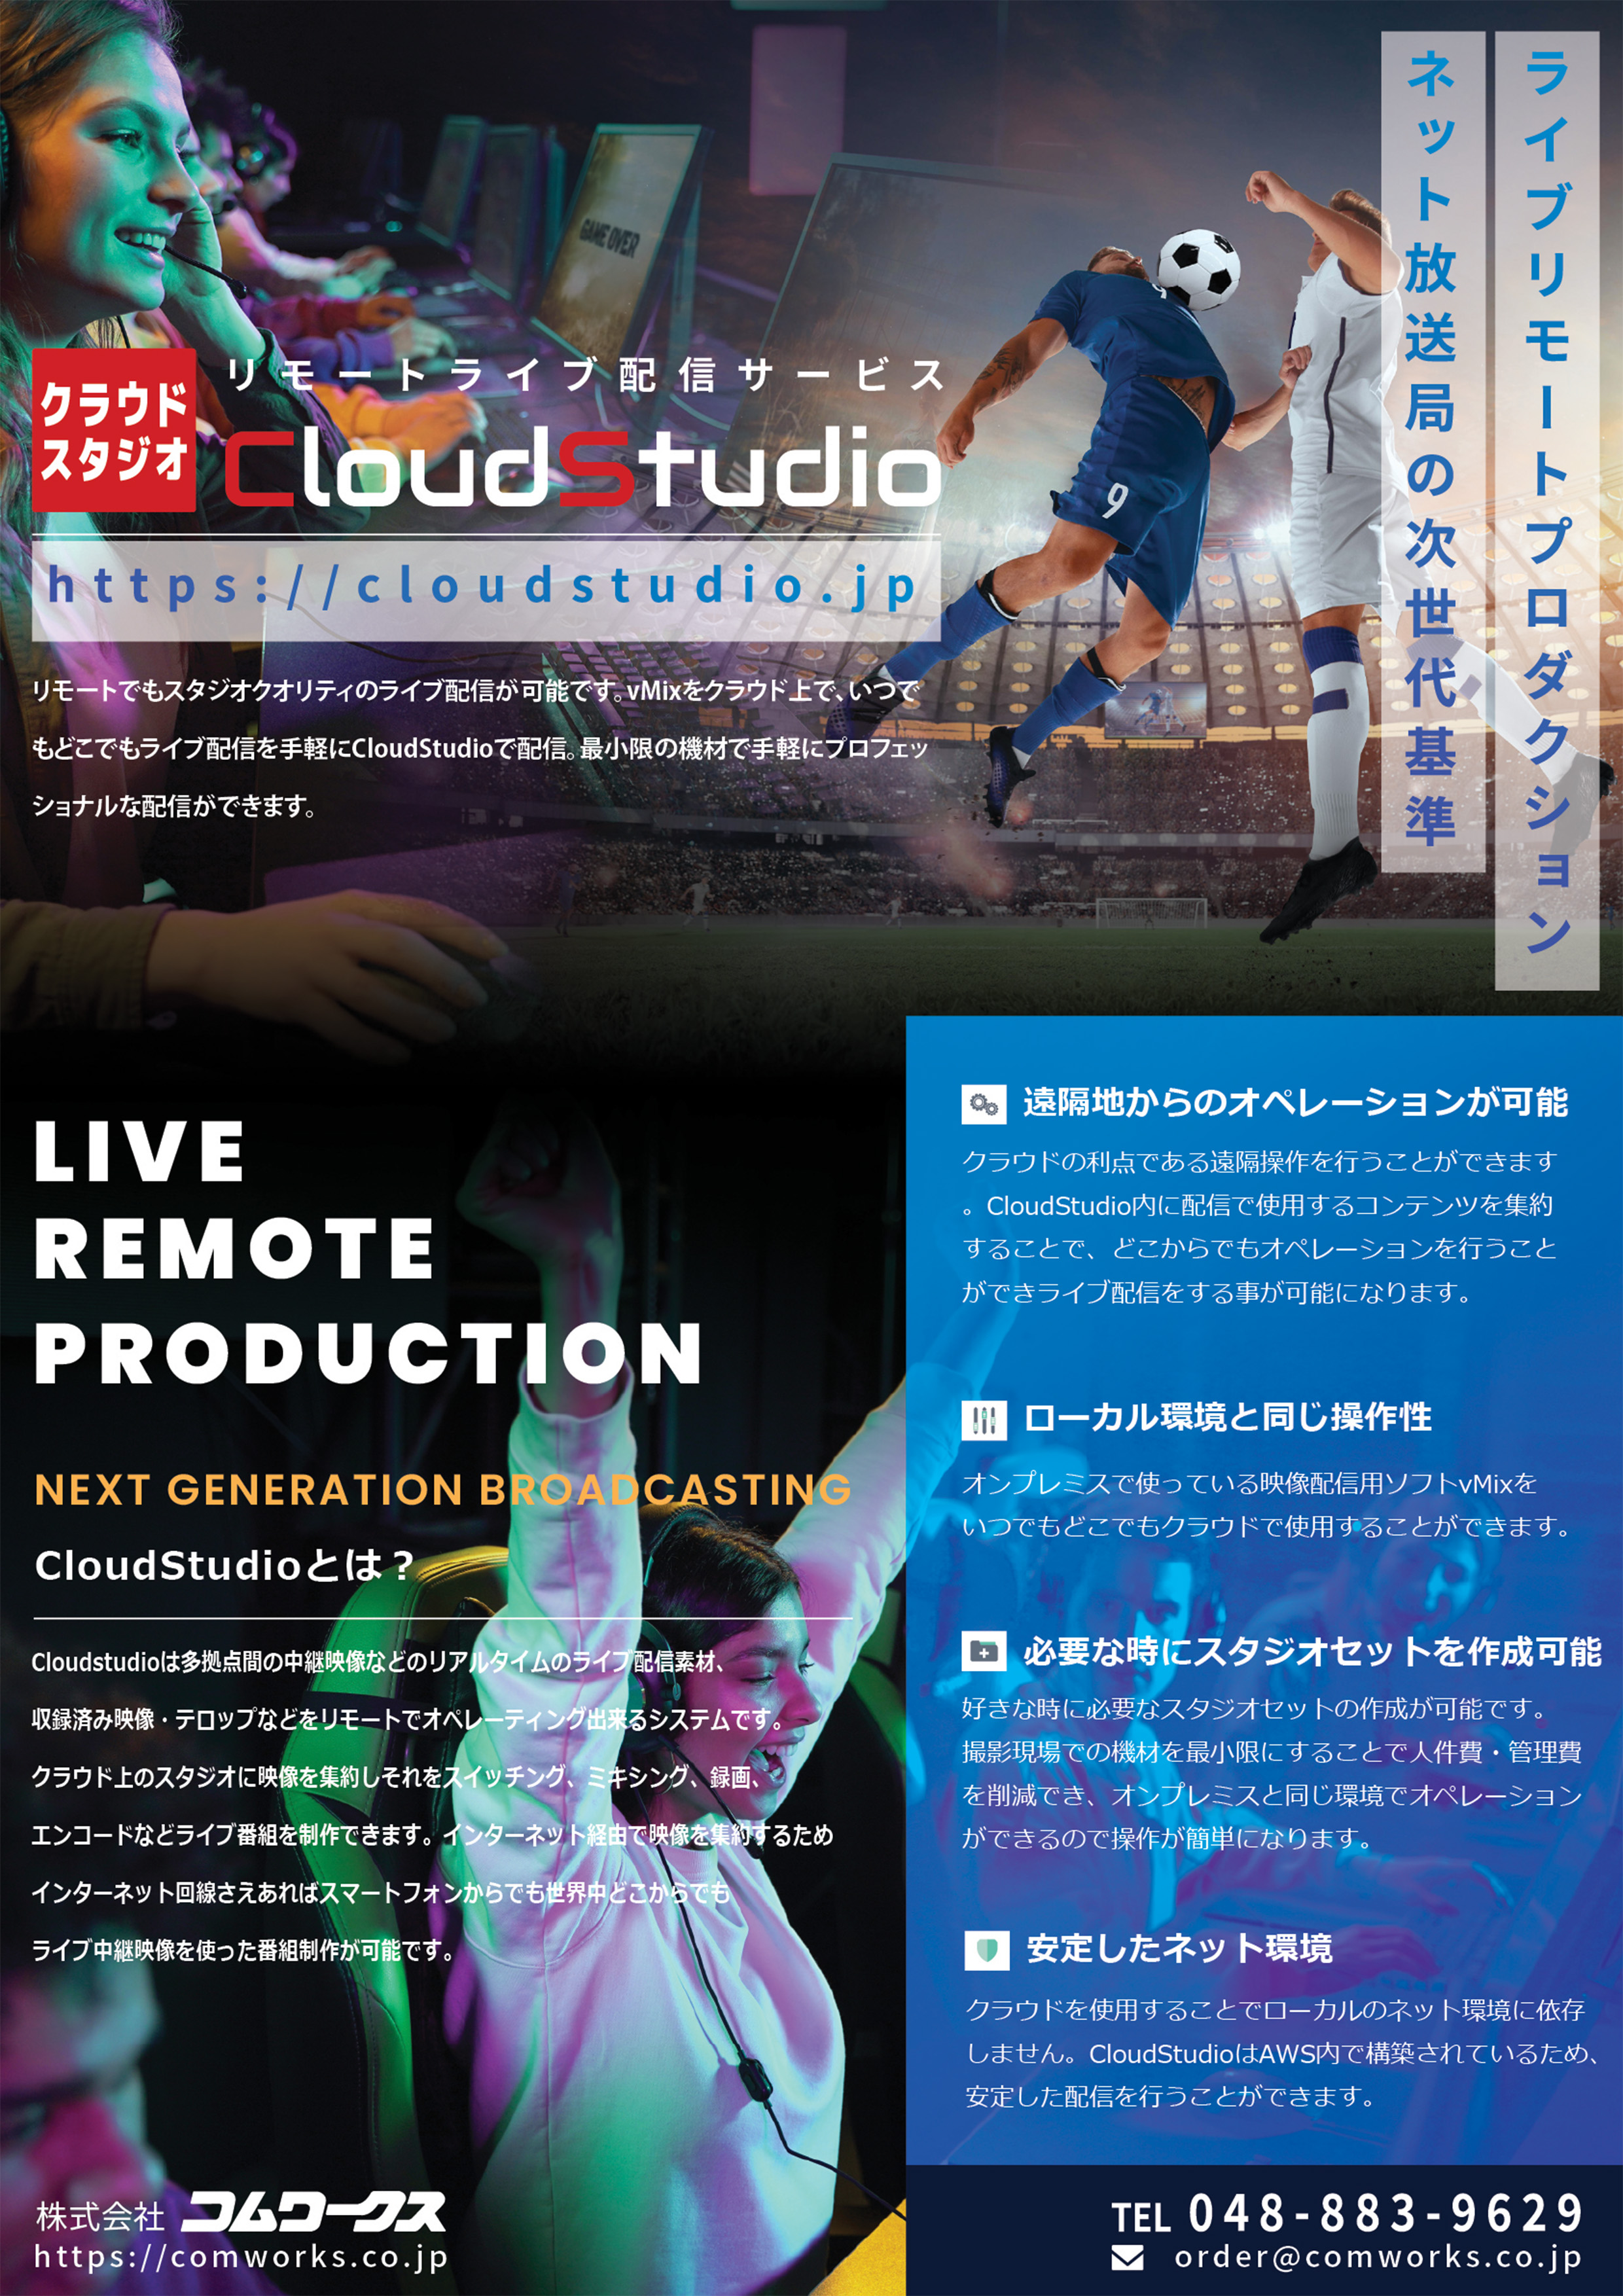 ライブリモートプロダクション
ネット放送局の次世代基準
GAME OVER
クラウド
スタジオ
リモートライブ配信サービス
CloudStudio
https://cloudstudio.jp
リモートでもスタジオクオリティのライブ配信が可能です。vMixをクラウド上で、いつで
もどこでもライブ配信を手軽にCloudStudioで配信。最小限の機材で手軽にプロフェッ
ショナルな配信ができます。
9
LIVE
REMOTE
PRODUCTION
NEXT GENERATION BROADCASTING
CloudStudioとは？
Cloudstudioは多拠点間の中継映像などのリアルタイムのライブ配信素材、
収録済み映像・テロップなどをリモートでオペレーティング出来るシステムです。
クラウド上のスタジオに映像を集約しそれをスイッチング、ミキシング、録画、
エンコードなどライブ番組を制作できます。インターネット経由で映像を集約するため
インターネット回線さえあればスマートフォンからでも世界中どこからでも
ライブ中継映像を使った番組制作が可能です。
遠隔地からのオペレーションが可能
クラウドの利点である遠隔操作を行うことができます
。CloudStudio内に配信で使用するコンテンツを集約
することで、どこからでもオペレーションを行うこと
ができライブ配信をする事が可能になります。
ローカル環境と同じ操作性
オンプレミスで使っている映像配信用ソフトvMixを
いつでもどこでもクラウドで使用することができます。
必要な時にスタジオセットを作成可能
好きな時に必要なスタジオセットの作成が可能です。
撮影現場での機材を最小限にすることで人件費・管理費
を削減でき、オンプレミスと同じ環境でオペレーション
ができるので操作が簡単になります。
安定したネット環境
クラウドを使用することでローカルのネット環境に依存
しません。CloudStudioはAWS内で構築されているため、
安定した配信を行うことができます。
株式会社 コムワークス
https://comworks.co.jp
TEL 048-883-9629
order@comworks.co.jp